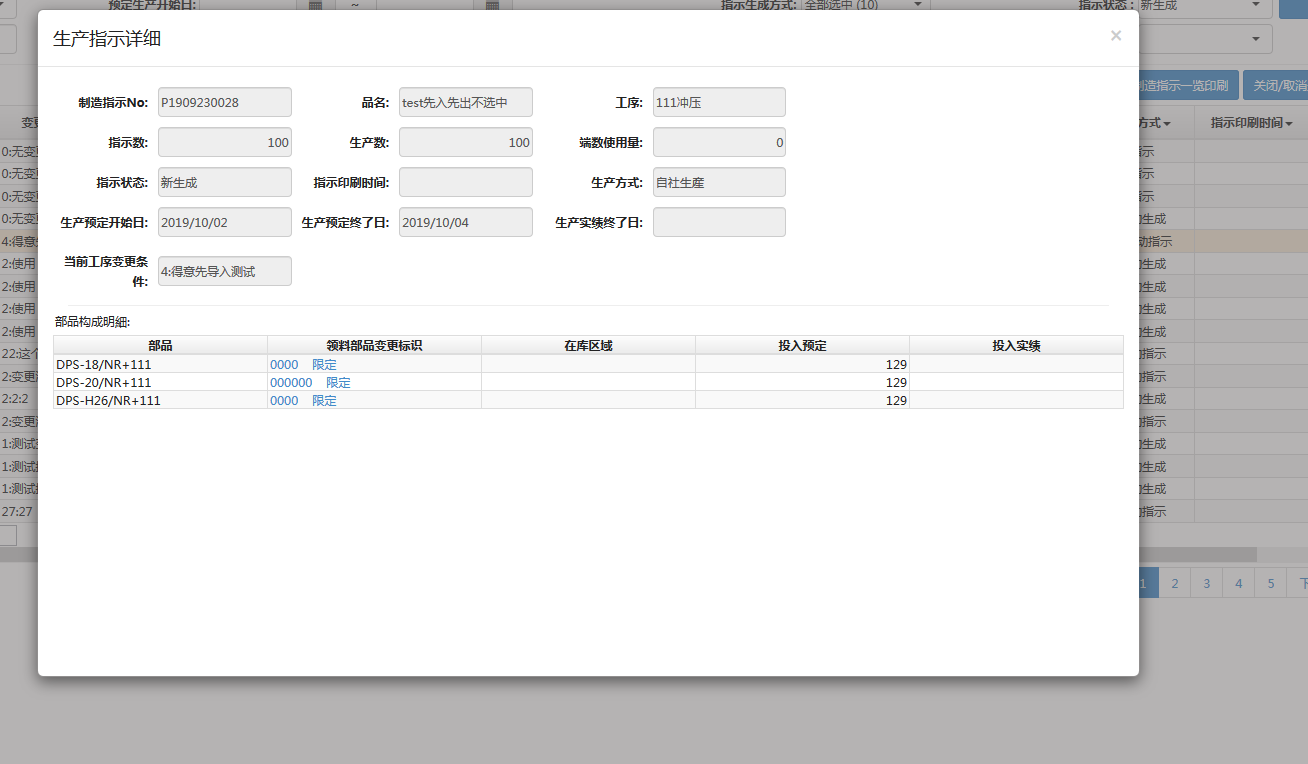 预定生产开始日: ~ 指示生成方式: 全部选中 (10) 指示状态: 新生成
生产指示详细 ×
制造指示一览印刷 关闭/取消
制造指示No: P1909230028 品名: test先入先出不选中 工序: 111冲压
变更 方式 指示印刷时间
指示数: 100 生产数: 100 端数使用量: 0
0:无变更 指示
0:无变更 指示
指示状态: 新生成 指示印刷时间: 生产方式: 自社生産
0:无变更 指示
0:无变更 生成
生产预定开始日: 2019/10/02 生产预定终了日: 2019/10/04 生产实绩终了日:
4:得意先 动指示
当前工序变更条
件: 4:得意先导入测试
2:使用 生成
2:使用 生成
2:使用 生成
部品构成明細:
2:使用 生成
部品 领料部品变更标识 在库区域 投入预定 投入实绩
22:这个 指示
DPS-18/NR+111 0000 限定 129
2:变更 指示
DPS-20/NR+111 000000 限定 129
2:2:2 生成
DPS-H26/NR+111 0000 限定 129
2:变更 指示
1:测试 生成
1:测试 生成
1:测试 生成
27:27 指示
1 2 3 4 5 下